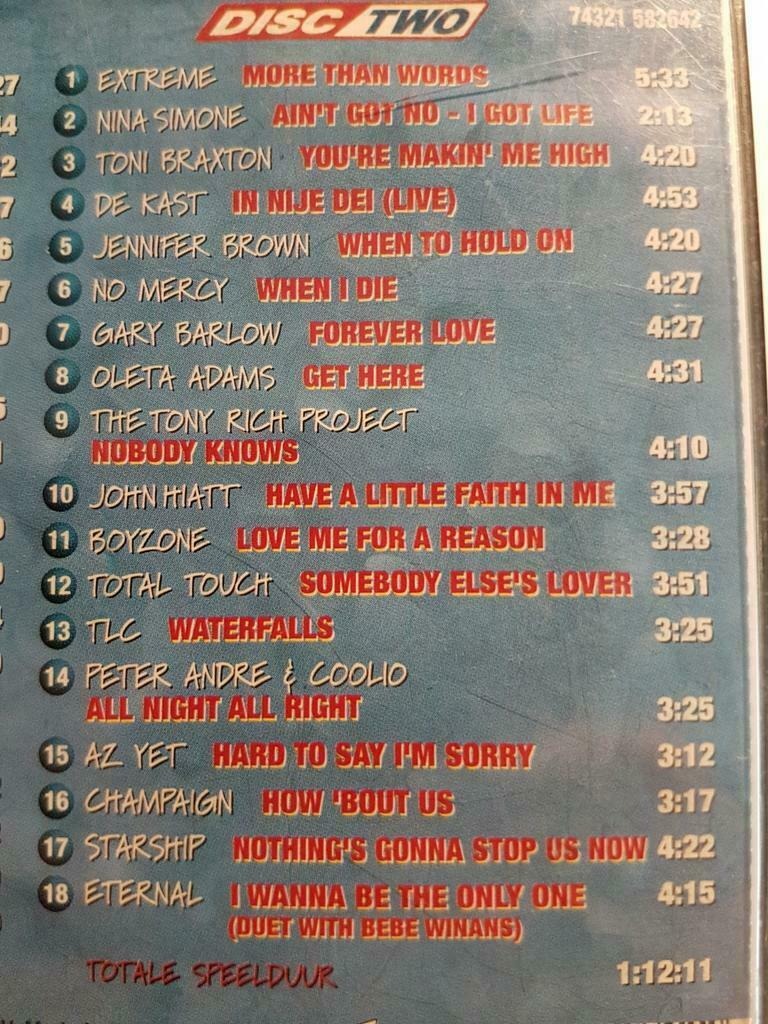 DISC TWO 74321 582642
1 EXTREME MORE THAN WORDS 5:33
2 NINA SIMONE AIN'T GOT NO - I GOT LIFE 2:13
3 TONI BRAXTON YOU'RE MAKIN' ME HIGH 4:20
4 DE KAST IN NIJE DEI (LIVE) 4:53
5 JENNIFER BROWN WHEN TO HOLD ON 4:20
6 NO MERCY WHEN I DIE 4:27
7 GARY BARLOW FOREVER LOVE 4:27
8 OLETA ADAMS GET HERE 4:31
9 THE TONY RICH PROJECT
NOBODY KNOWS 4:10
10 JOHN HIATT HAVE A LITTLE FAITH IN ME 3:57
11 BOYZONE LOVE ME FOR A REASON 3:28
12 TOTAL TOUCH SOMEBODY ELSE'S LOVER 3:51
13 TLC WATERFALLS 3:25
14 PETER ANDRE & COOLIO
ALL NIGHT ALL RIGHT 3:25
15 AZ YET HARD TO SAY I'M SORRY 3:12
16 CHAMPAIGN HOW 'BOUT US 3:17
17 STARSHIP NOTHING'S GONNA STOP US NOW 4:22
18 ETERNAL I WANNA BE THE ONLY ONE 4:15
(DUET WITH BEBE WINANS)
TOTALE SPEELDUUR 1:12:11